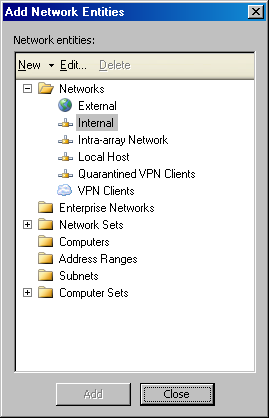 Add Network Entities
Network entities:
New Edit... Delete
Networks
External
Internal
Intra-array Network
Local Host
Quarantined VPN Clients
VPN Clients
Enterprise Networks
Network Sets
Computers
Address Ranges
Subnets
Computer Sets
Add Close